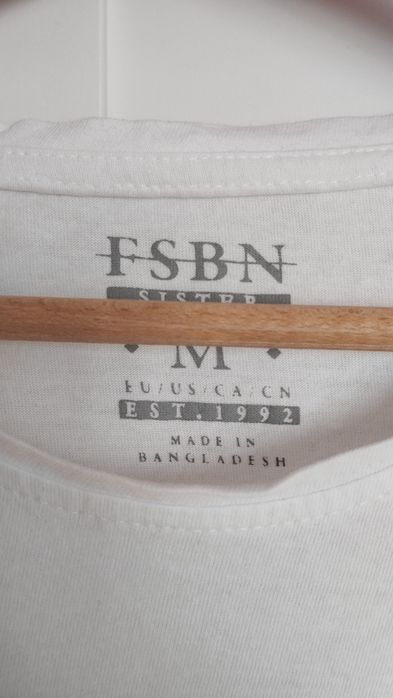 FSBN
SISTER
M
EU/US/CA/CN
EST.1992
MADE IN
BANGLADESH